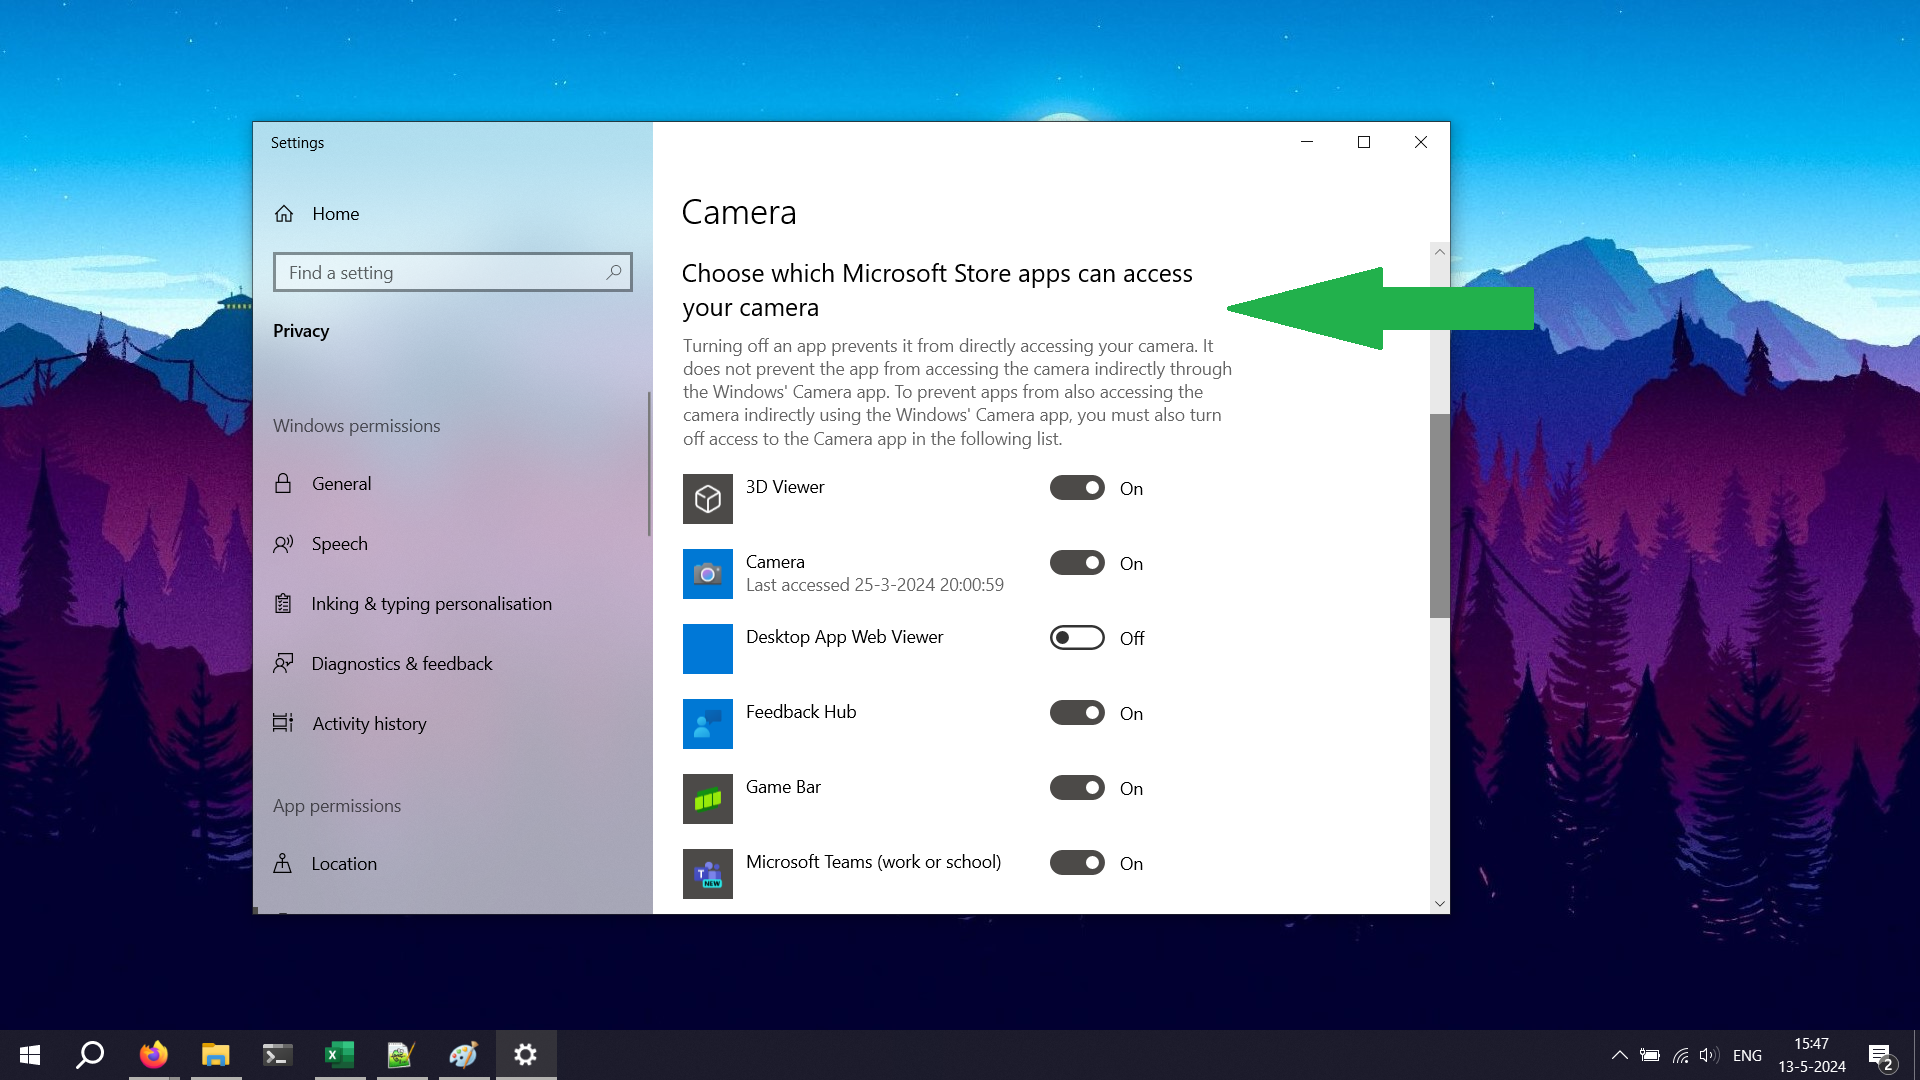 Settings
Home
Find a setting
Privacy
Windows permissions
General
Speech
Inking & typing personalisation
Diagnostics & feedback
Activity history
App permissions
Location
Camera
Choose which Microsoft Store apps can access
your camera
Turning off an app prevents it from directly accessing your camera. It
does not prevent the app from accessing the camera indirectly through
the Windows' Camera app. To prevent apps from also accessing the
camera indirectly using the Windows' Camera app, you must also turn
off access to the Camera app in the following list.
3D Viewer On
Camera On
Last accessed 25-3-2024 20:00:59
Desktop App Web Viewer Off
Feedback Hub On
Game Bar On
Microsoft Teams (work or school) On
T
NEW
X
ENG
15:47
13-5-2024
2